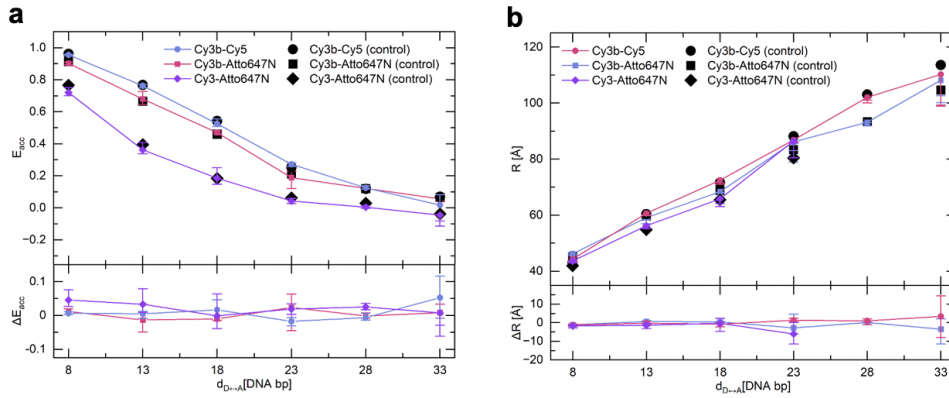 a
1.0
0.8
0.6
0.4
0.2
0.0
−0.2
E_acc
Cy3b-Cy5
Cy3b-Atto647N
Cy3-Atto647N
Cy3b-Cy5 (control)
Cy3b-Atto647N (control)
Cy3-Atto647N (control)
0.1
0
-0.1
ΔE_acc
8 13 18 23 28 33
d_D↔A[DNA bp]
b
120
100
80
60
40
R [Å]
Cy3b-Cy5
Cy3b-Atto647N
Cy3-Atto647N
Cy3b-Cy5 (control)
Cy3b-Atto647N (control)
Cy3-Atto647N (control)
10
0
−10
−20
ΔR [Å]
8 13 18 23 28 33
d_D↔A[DNA bp]